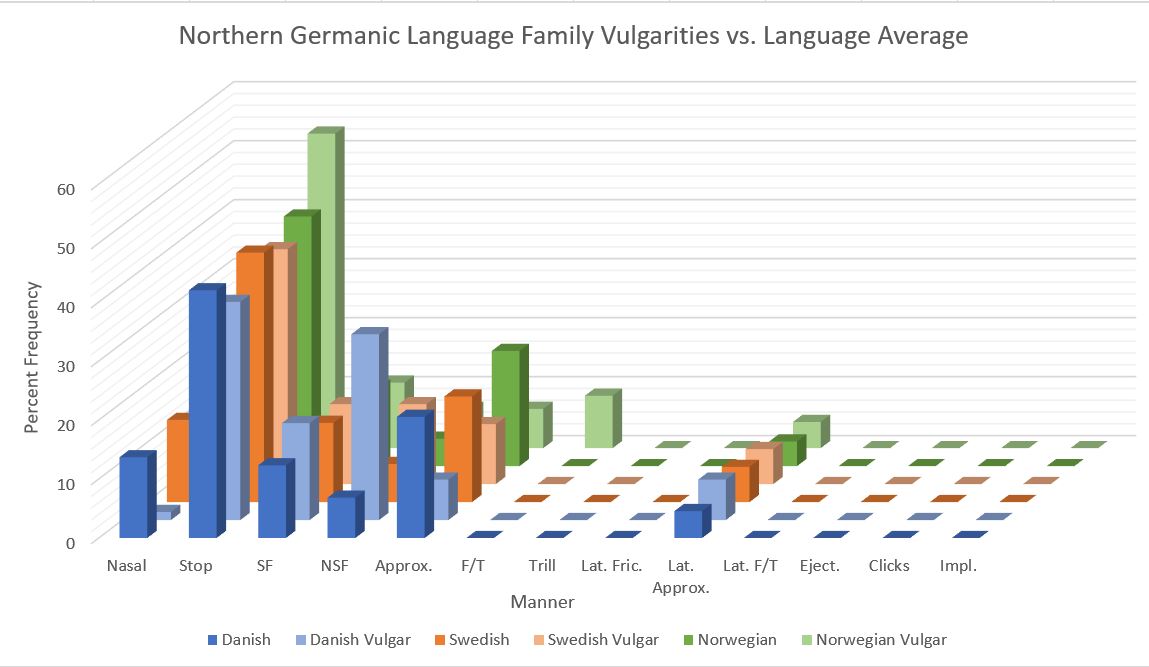 Northern Germanic Language Family Vulgarities vs. Language Average
60
50
40
30
20
10
0
Percent Frequency
Nasal Stop SF NSF Approx. F/T Trill Lat. Fric. Lat. Approx. Lat. F/T Eject. Clicks Impl.
Manner
Danish Danish Vulgar Swedish Swedish Vulgar Norwegian Norwegian Vulgar